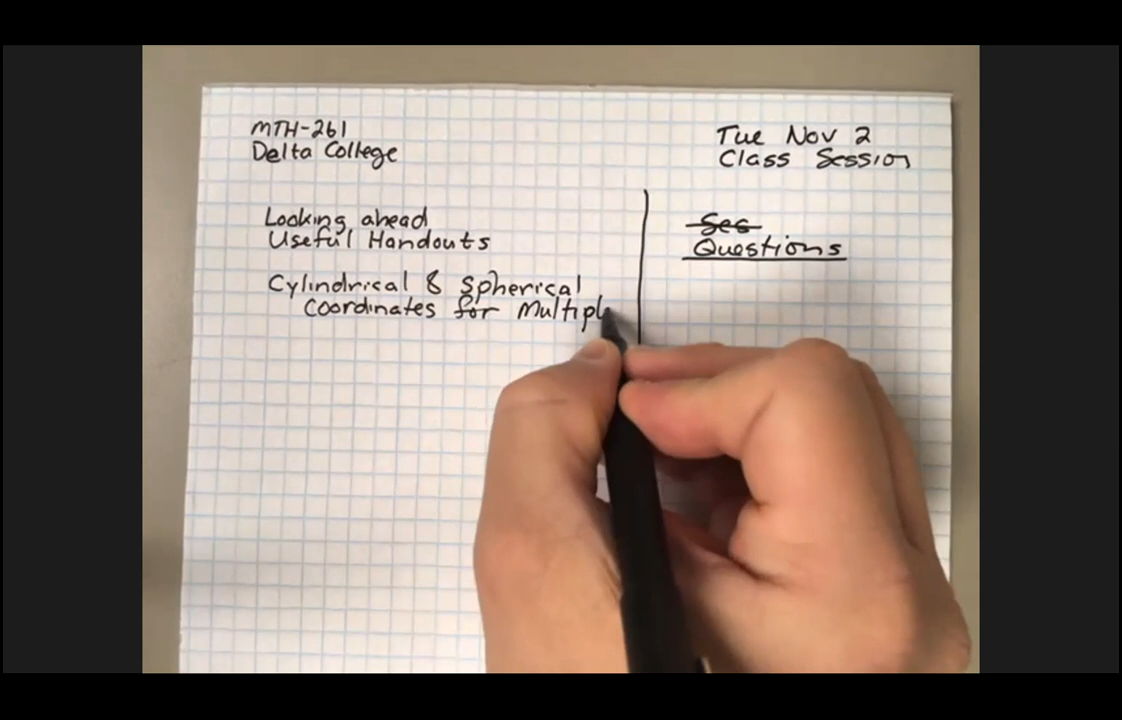 MTH-261
Delta College
Tue Nov 2
Class Session
Looking ahead
Useful Handouts
Cylindrical & Spherical
Coordinates for Multipl
Ses
Questions